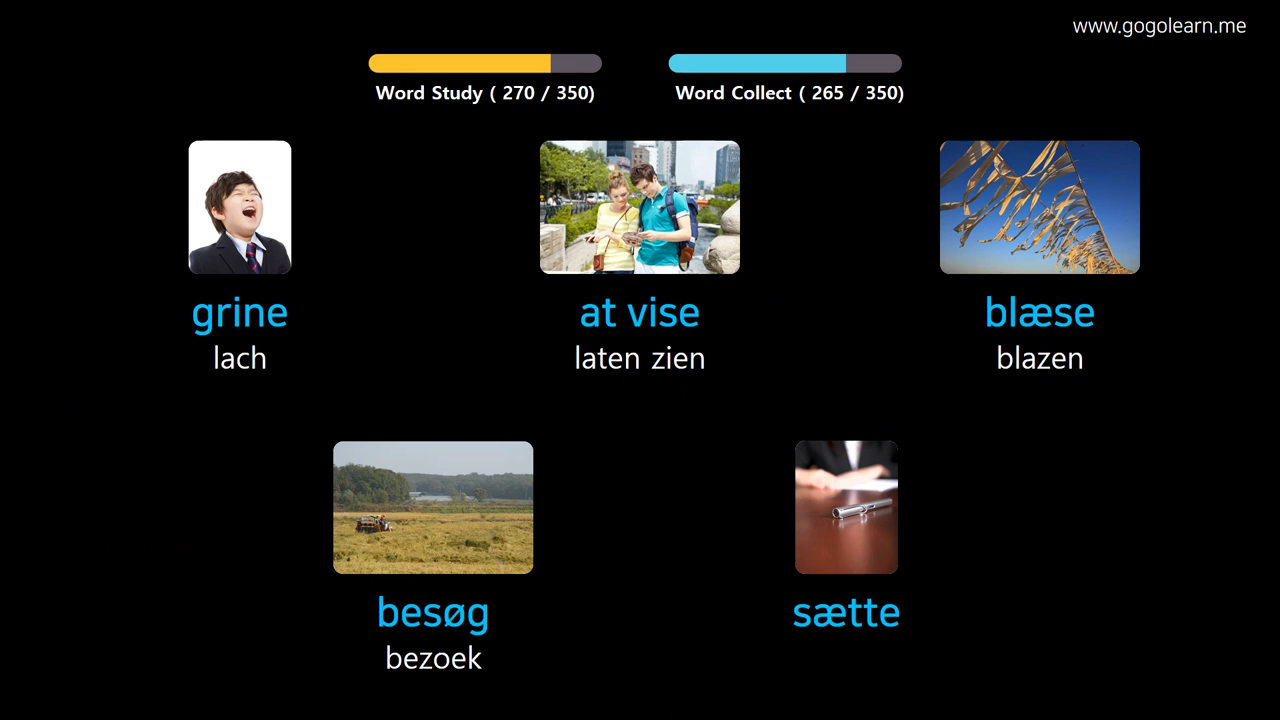 www.gogolearn.me
Word Study ( 270 / 350)
Word Collect ( 265 / 350)
grine
lach
at vise
laten zien
blæse
blazen
besøg
bezoek
sætte